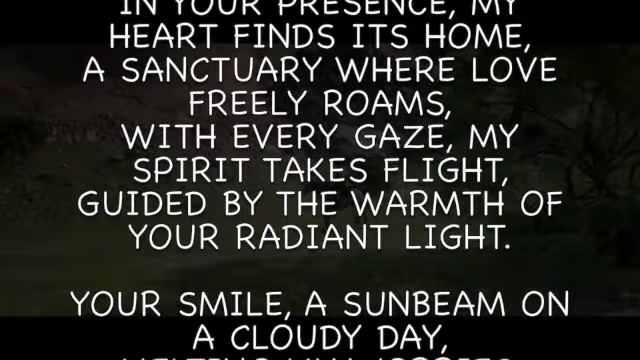 IN YOUR PRESENCE, MY
HEART FINDS ITS HOME,
A SANCTUARY WHERE LOVE
FREELY ROAMS,
WITH EVERY GAZE, MY
SPIRIT TAKES FLIGHT,
GUIDED BY THE WARMTH OF
YOUR RADIANT LIGHT.
YOUR SMILE, A SUNBEAM ON
A CLOUDY DAY,